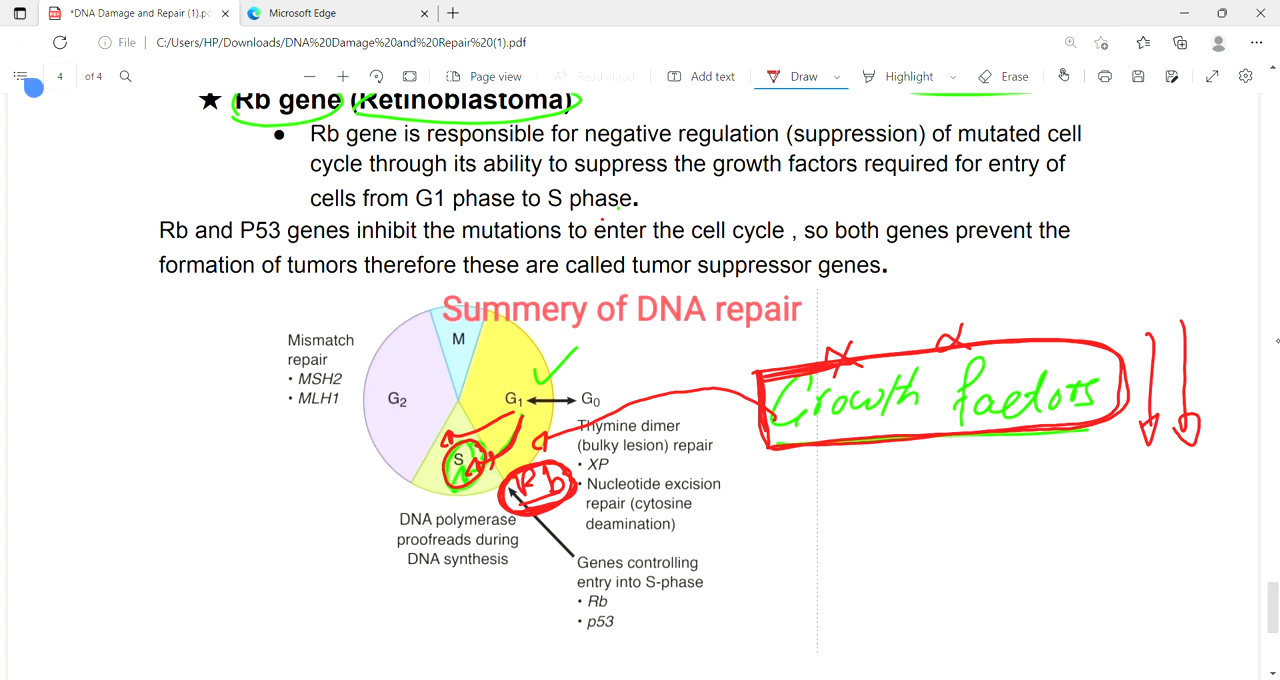 *DNA Damage and Repair (1).pd
Microsoft Edge
File
C:/Users/HP/Downloads/DNA%20Damage%20and%20Repair%20(1).pdf
4 of 4
Page view
Read aloud
Add text
Draw
Highlight
Erase
★ Rb gene (Retinoblastoma)
● Rb gene is responsible for negative regulation (suppression) of mutated cell
cycle through its ability to suppress the growth factors required for entry of
cells from G1 phase to S phase.
Rb and P53 genes inhibit the mutations to enter the cell cycle , so both genes prevent the
formation of tumors therefore these are called tumor suppressor genes.
Summery of DNA repair
Mismatch
repair
• MSH2
• MLH1
M
G2
G1
G0
S
Growth factors
Rb
Thymine dimer
(bulky lesion) repair
• XP
• Nucleotide excision
repair (cytosine
deamination)
DNA polymerase
proofreads during
DNA synthesis
Genes controlling
entry into S-phase
• Rb
• p53